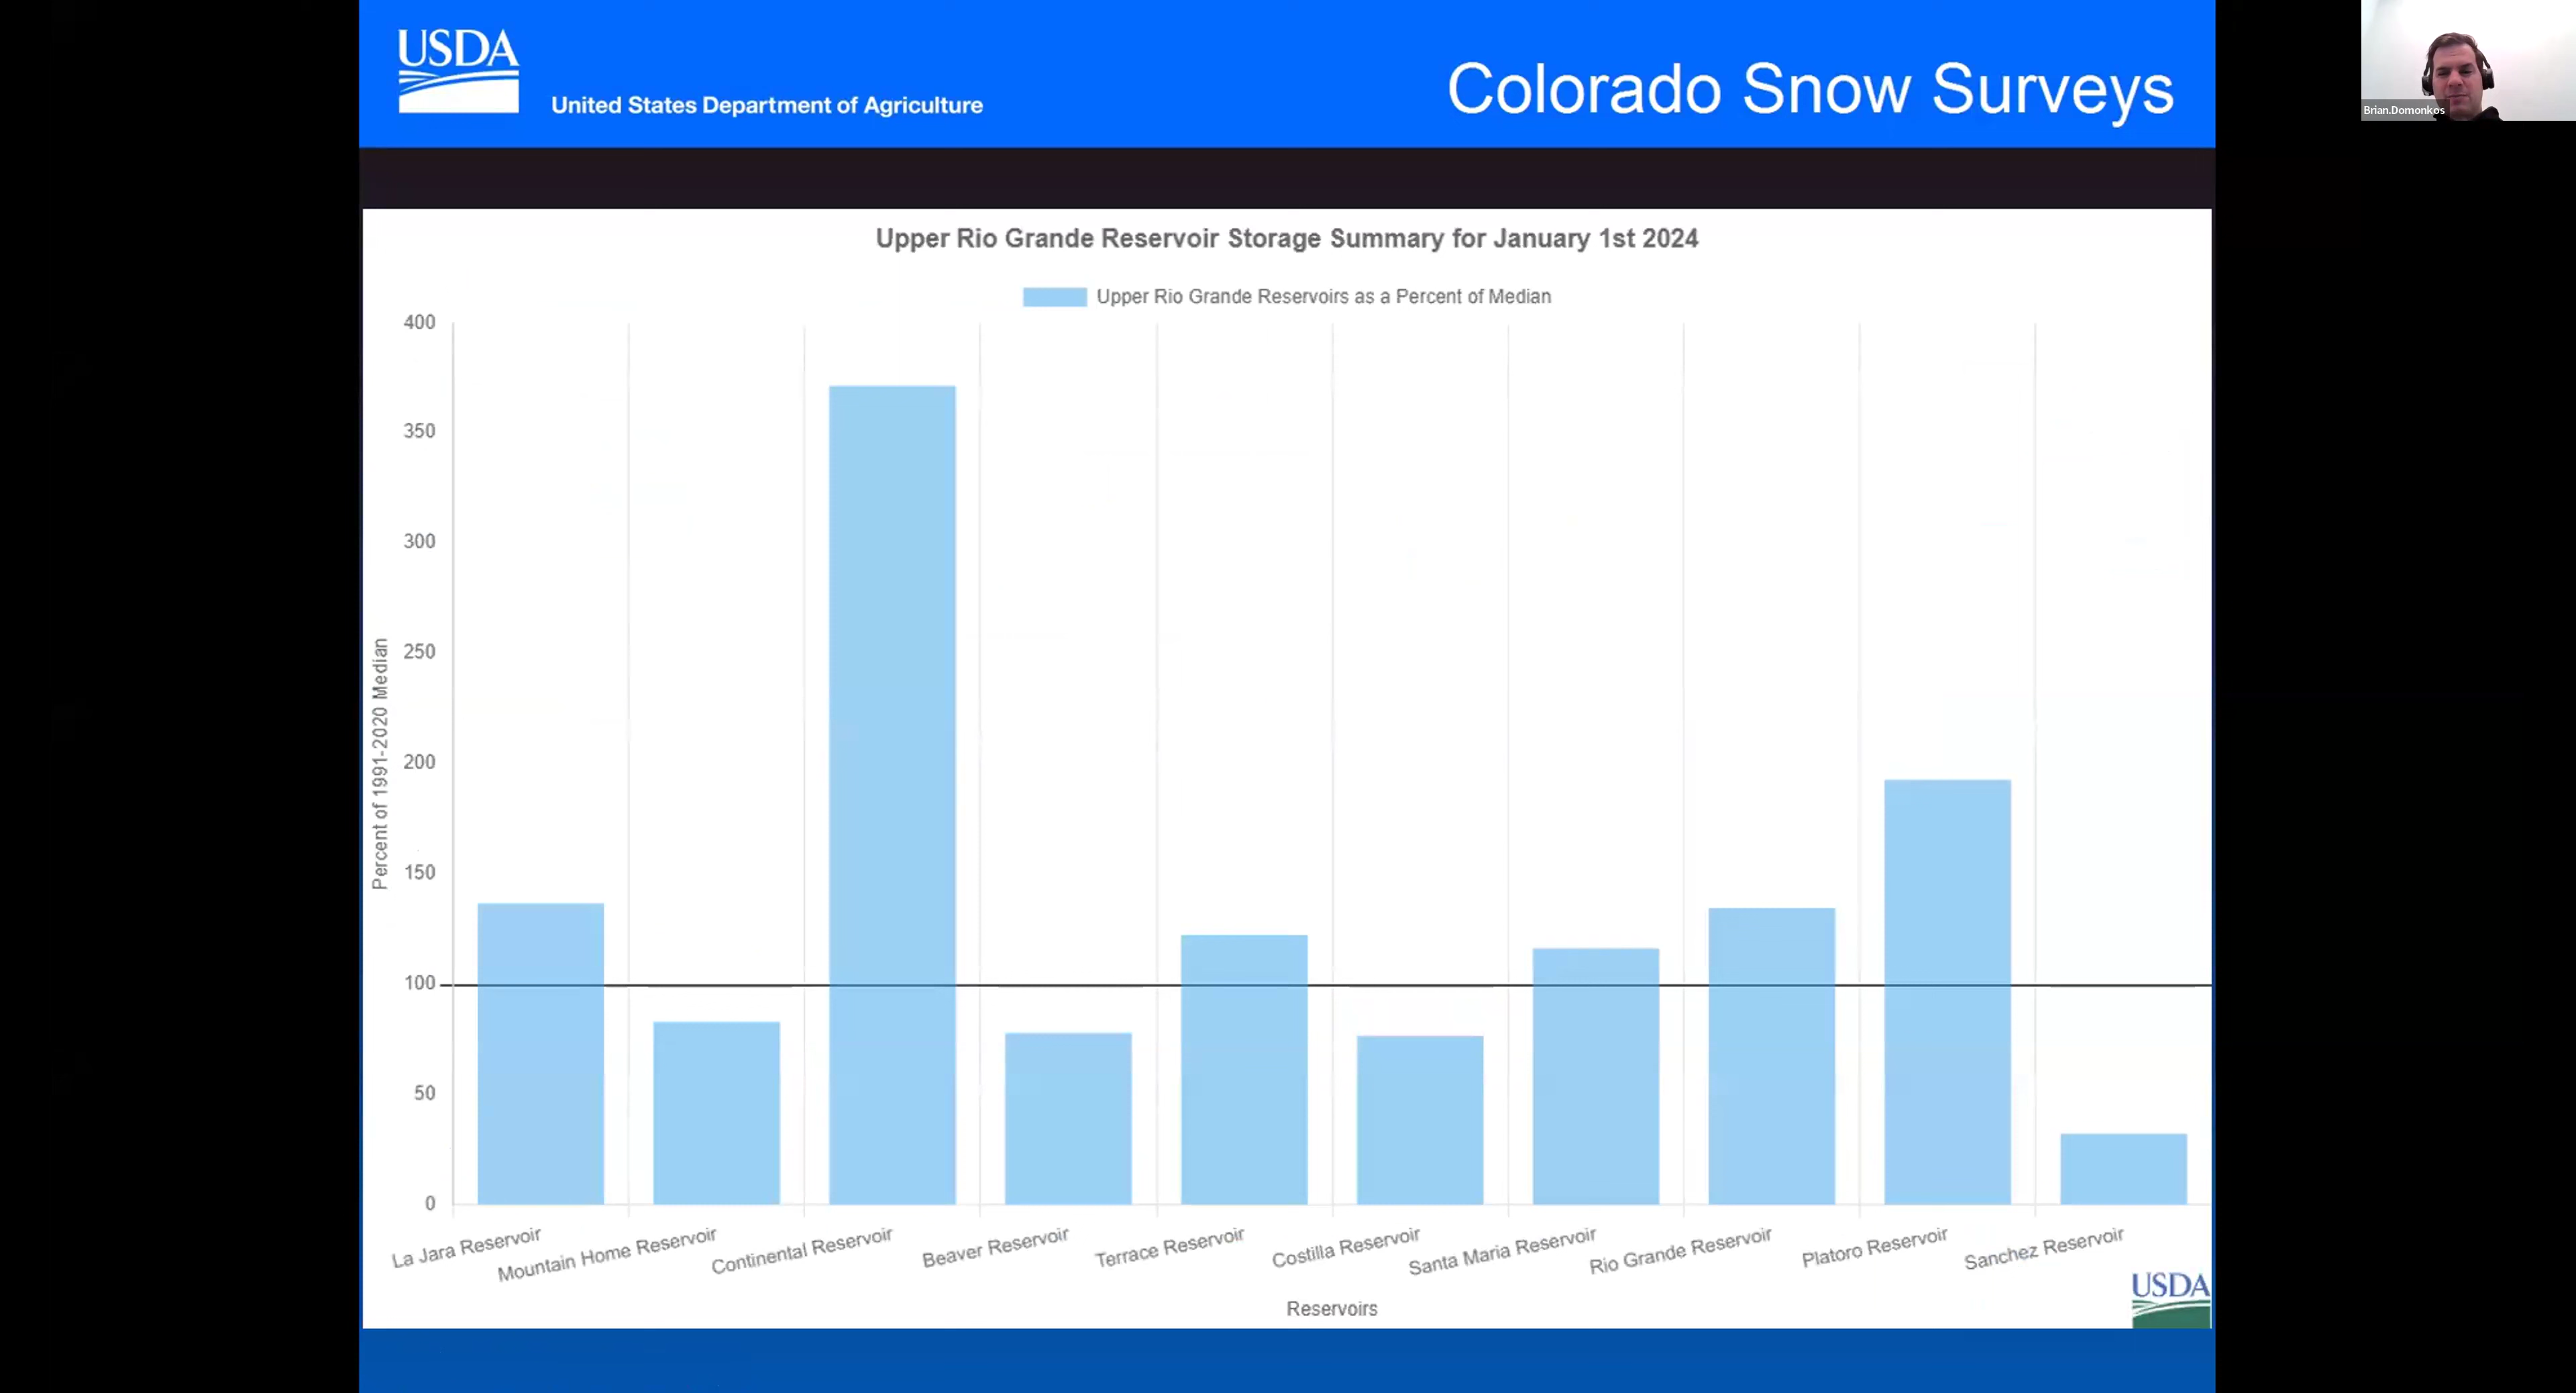 USDA
United States Department of Agriculture
Colorado Snow Surveys
Brian.Domonkos
Upper Rio Grande Reservoir Storage Summary for January 1st 2024
Upper Rio Grande Reservoirs as a Percent of Median
400
350
300
250
200
150
100
50
0
Percent of 1991-2020 Median
La Jara Reservoir
Mountain Home Reservoir
Continental Reservoir
Beaver Reservoir
Terrace Reservoir
Costilla Reservoir
Santa Maria Reservoir
Rio Grande Reservoir
Platoro Reservoir
Sanchez Reservoir
Reservoirs
USDA